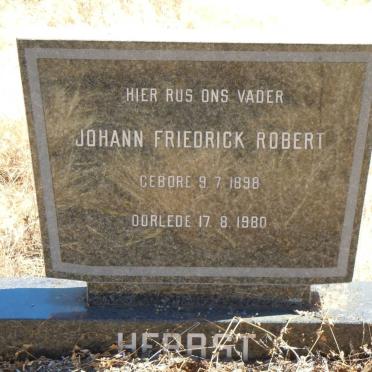 HIER RUS ONS VADER
JOHANN FRIEDRICK ROBERT
GEBORE 9. 7. 1898
OORLEDE 17. 8. 1980
HERBST